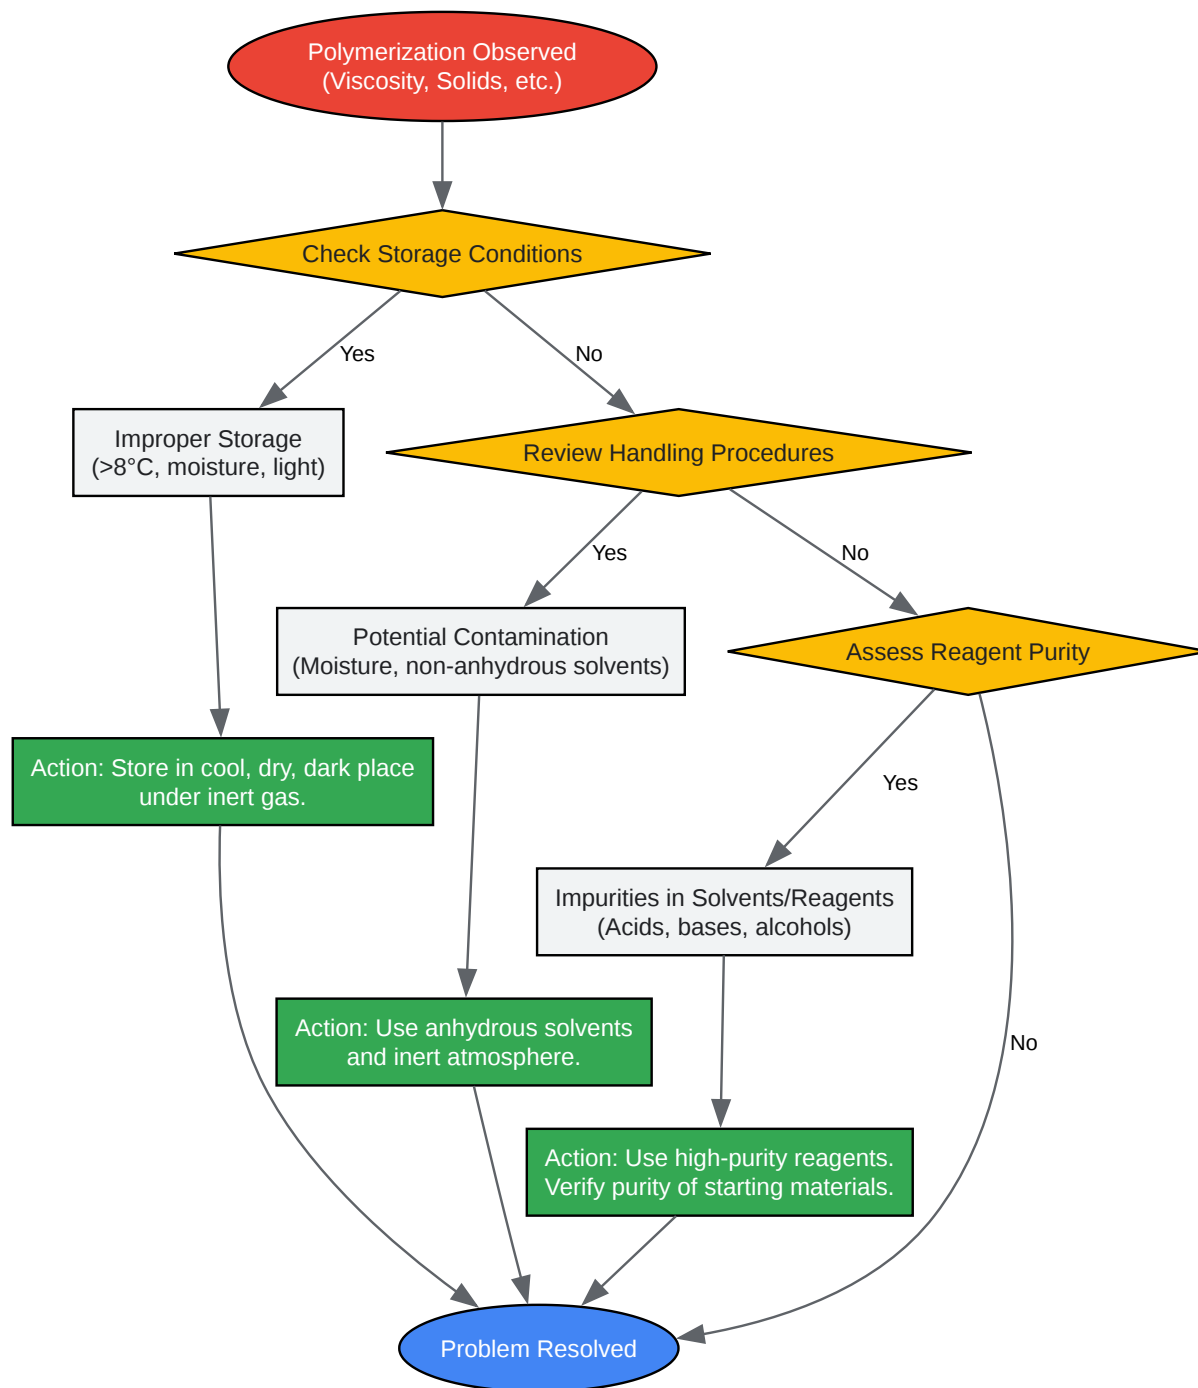 Polymerization Observed
(Viscosity, Solids, etc.)
Check Storage Conditions
Yes
No
Improper Storage
(>8°C, moisture, light)
Review Handling Procedures
Yes
No
Potential Contamination
(Moisture, non-anhydrous solvents)
Assess Reagent Purity
Action: Store in cool, dry, dark place
under inert gas.
Yes
Impurities in Solvents/Reagents
(Acids, bases, alcohols)
Action: Use anhydrous solvents
and inert atmosphere.
No
Action: Use high-purity reagents.
Verify purity of starting materials.
Problem Resolved